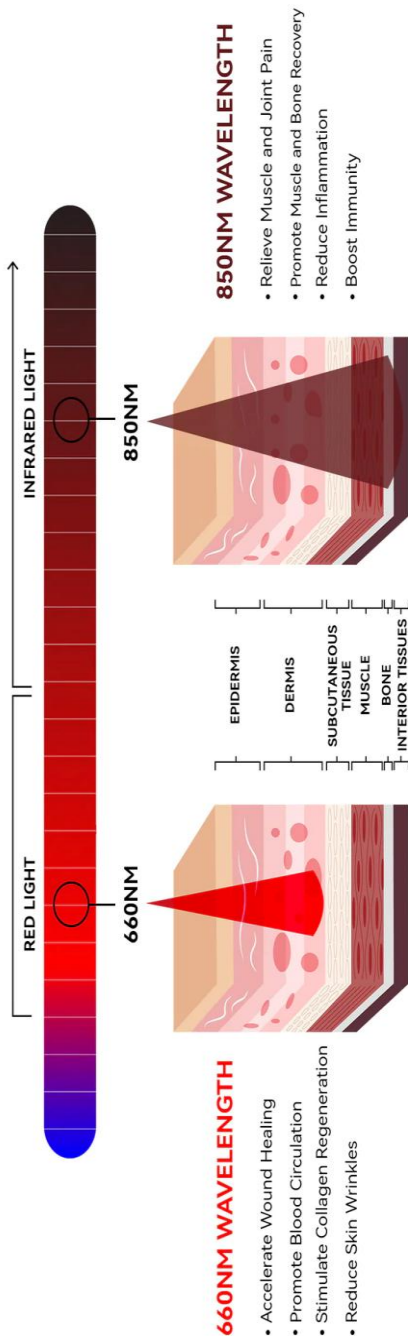 RED LIGHT
INFRARED LIGHT
660NM
850NM
660NM WAVELENGTH
• Accelerate Wound Healing
• Promote Blood Circulation
Stimulate Collagen Regeneration
• Reduce Skin Wrinkles
EPIDERMIS
DERMIS
SUBCUTANEOUS
TISSUE
MUSCLE
BONE
INTERIOR TISSUES
850NM WAVELENGTH
• Relieve Muscle and Joint Pain
• Promote Muscle and Bone Recovery
• Reduce Inflammation
• Boost Immunity